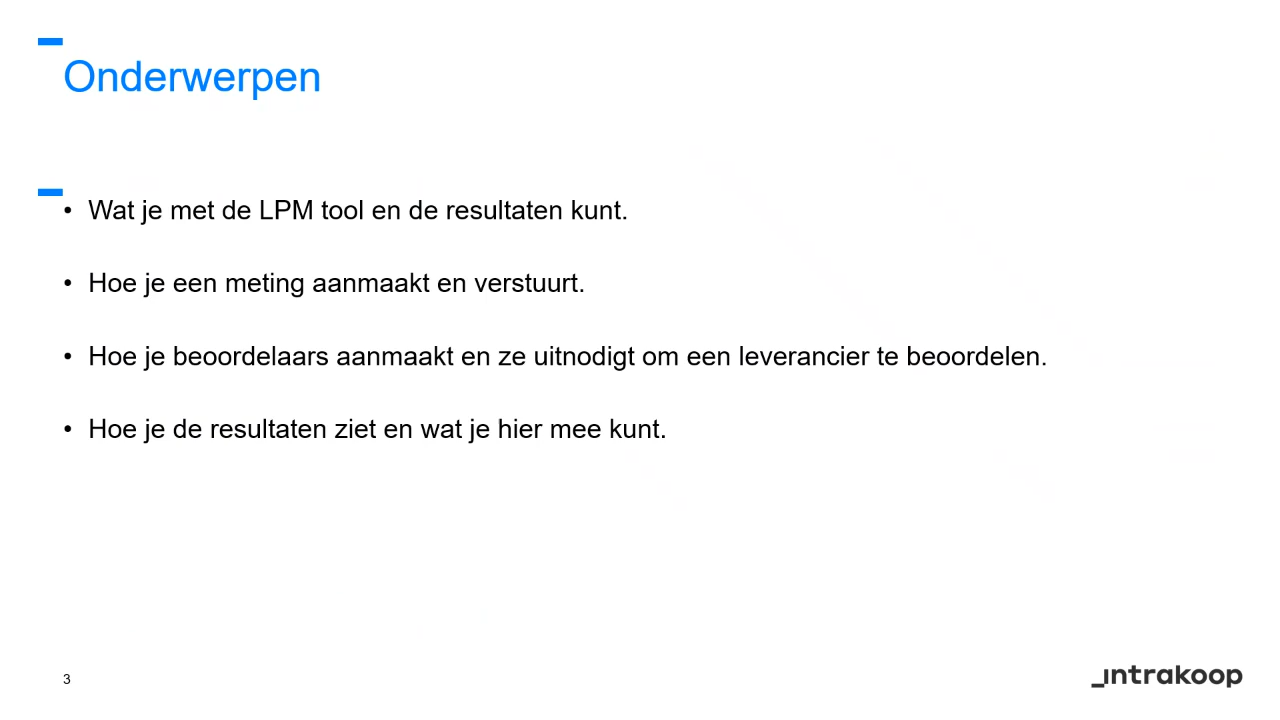 Onderwerpen
• Wat je met de LPM tool en de resultaten kunt.
• Hoe je een meting aanmaakt en verstuurt.
• Hoe je beoordelaars aanmaakt en ze uitnodigt om een leverancier te beoordelen.
• Hoe je de resultaten ziet en wat je hier mee kunt.
3
_intrakoop